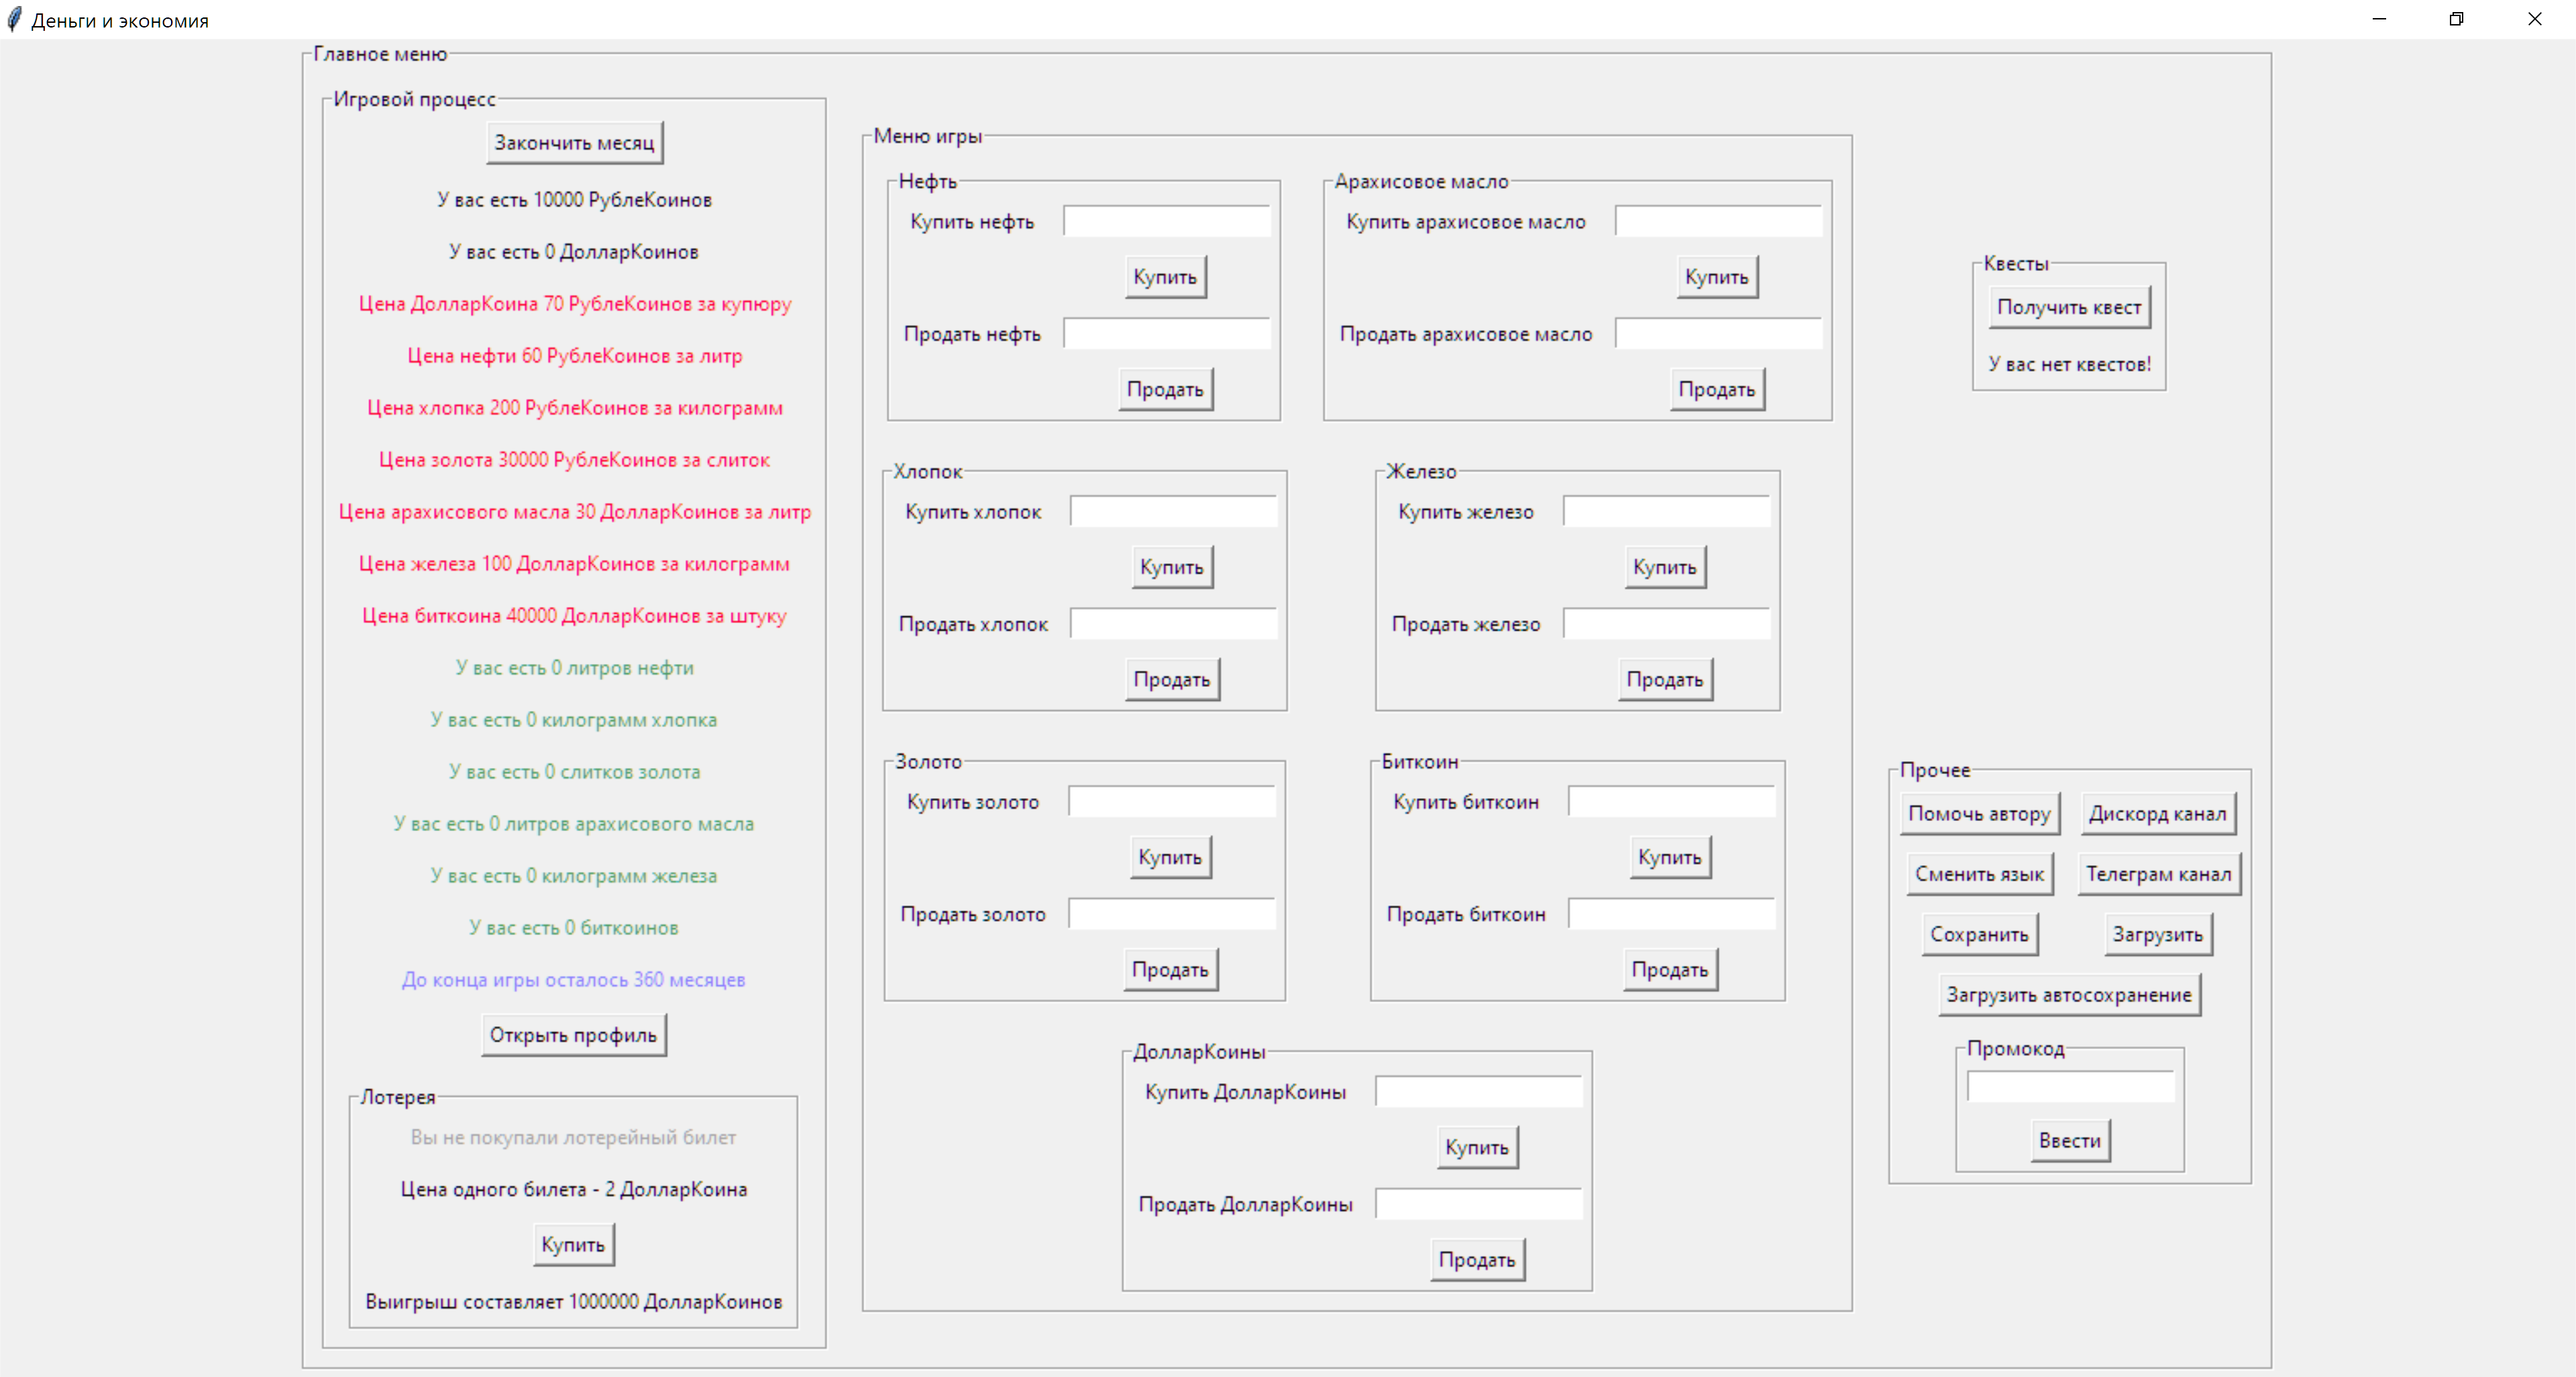 Деньги и экономия
Главное меню
Игровой процесс
Закончить месяц
У вас есть 10000 РублеКоинов
У вас есть 0 ДолларКоинов
Цена ДолларКоина 70 РублеКоинов за купюру
Цена нефти 60 РублеКоинов за литр
Цена хлопка 200 РублеКоинов за килограмм
Цена золота 30000 РублеКоинов за слиток
Цена арахисового масла 30 ДолларКоинов за литр
Цена железа 100 ДолларКоинов за килограмм
Цена биткоина 40000 ДолларКоинов за штуку
У вас есть 0 литров нефти
У вас есть 0 килограмм хлопка
У вас есть 0 слитков золота
У вас есть 0 литров арахисового масла
У вас есть 0 килограмм железа
У вас есть 0 биткоинов
До конца игры осталось 360 месяцев
Открыть профиль
Лотерея
Вы не покупали лотерейный билет
Цена одного билета - 2 ДолларКоина
Купить
Выигрыш составляет 1000000 ДолларКоинов
Меню игры
Нефть
Купить нефть
Купить
Продать нефть
Продать
Арахисовое масло
Купить арахисовое масло
Купить
Продать арахисовое масло
Продать
Хлопок
Купить хлопок
Купить
Продать хлопок
Продать
Железо
Купить железо
Купить
Продать железо
Продать
Золото
Купить золото
Купить
Продать золото
Продать
Биткоин
Купить биткоин
Купить
Продать биткоин
Продать
ДолларКоины
Купить ДолларКоины
Купить
Продать ДолларКоины
Продать
Квесты
Получить квест
У вас нет квестов!
Прочее
Помочь автору Дискорд канал
Сменить язык Телеграм канал
Сохранить Загрузить
Загрузить автосохранение
Промокод
Ввести